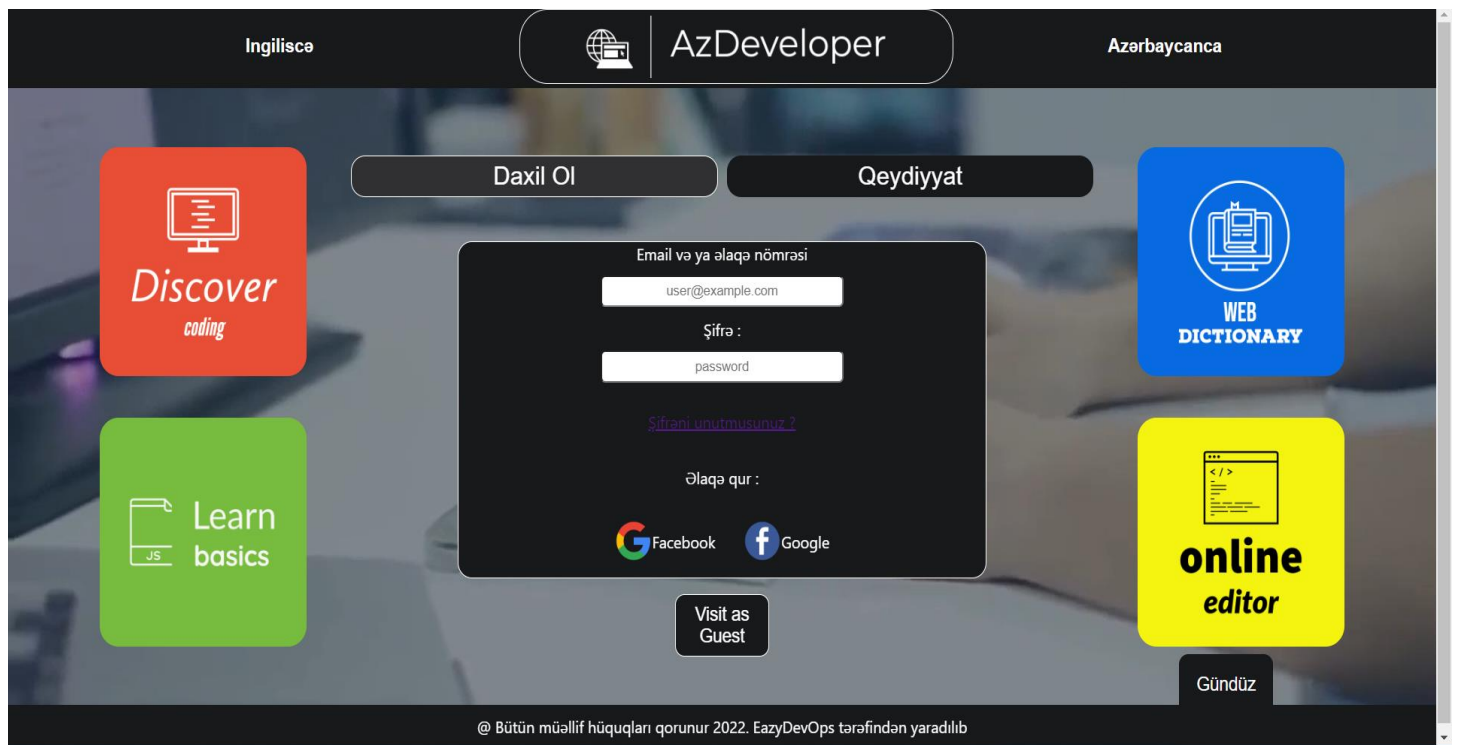 Ingiliscə
AzDeveloper
Azərbaycanca
Daxil Ol
Qeydiyyat
Discover
coding
Learn
JS
basics
Email və ya əlaqə nömrəsi
user@example.com
Şifrə :
password
Şifrəni unutmusunuz ?
Əlaqə qur :
Facebook
Google
Visit as
Guest
WEB
DICTIONARY
</>
online
editor
Gündüz
@ Bütün müəllif hüquqları qorunur 2022. EazyDevOps tərəfindən yaradılıb